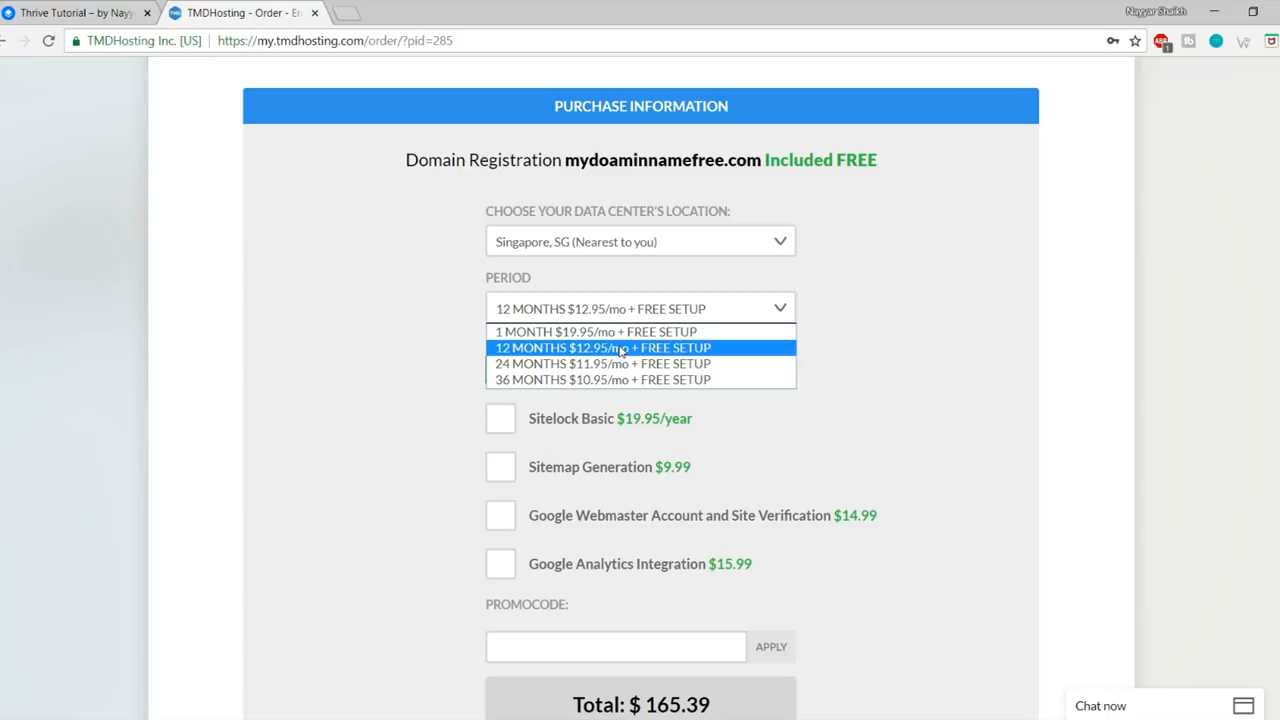 Thrive Tutorial – by Nayy
TMDHosting - Order - En
Nayyar Shaikh
TMDHosting Inc. [US]
https://my.tmdhosting.com/order/?pid=285
PURCHASE INFORMATION
Domain Registration mydoaminnamefree.com Included FREE
CHOOSE YOUR DATA CENTER'S LOCATION:
Singapore, SG (Nearest to you)
PERIOD
12 MONTHS $12.95/mo + FREE SETUP
1 MONTH $19.95/mo + FREE SETUP
12 MONTHS $12.95/mo + FREE SETUP
24 MONTHS $11.95/mo + FREE SETUP
36 MONTHS $10.95/mo + FREE SETUP
Sitelock Basic $19.95/year
Sitemap Generation $9.99
Google Webmaster Account and Site Verification $14.99
Google Analytics Integration $15.99
PROMOCODE:
APPLY
Total: $ 165.39
Chat now